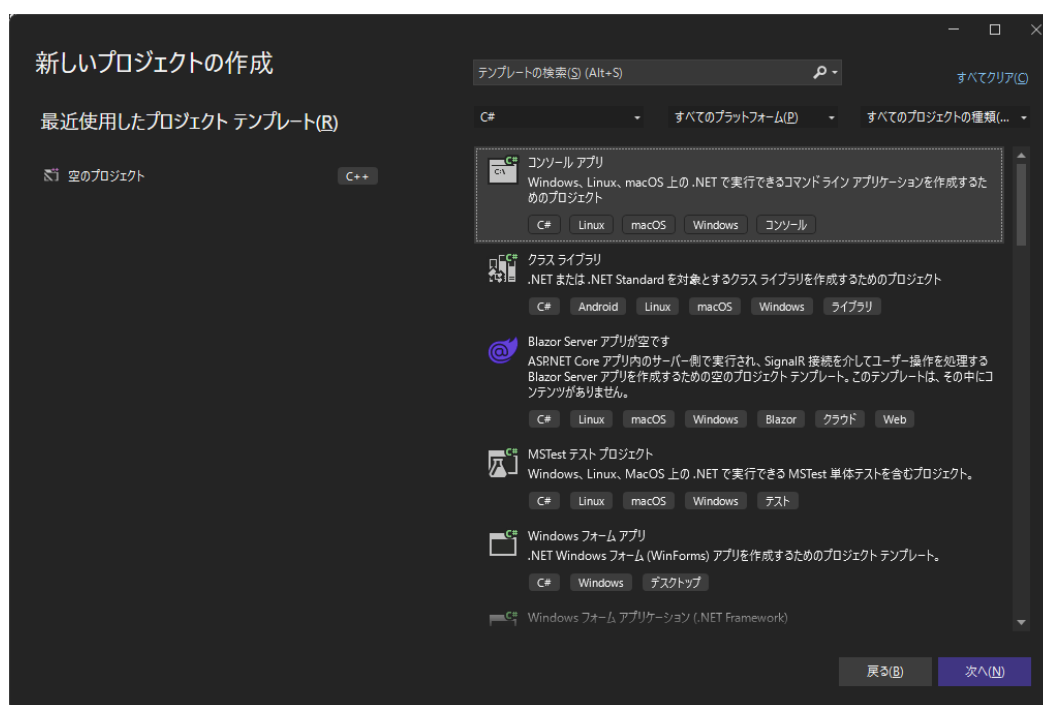 新しいプロジェクトの作成
テンプレートの検索(S) (Alt+S)
すべてクリア(C)
最近使用したプロジェクト テンプレート(R)
C#
すべてのプラットフォーム(P)
すべてのプロジェクトの種類(...
空のプロジェクト
C++
コンソール アプリ
Windows、Linux、macOS 上の .NET で実行できるコマンド ライン アプリケーションを作成するた
めのプロジェクト
C# Linux macOS Windows コンソール
クラス ライブラリ
.NET または .NET Standard を対象とするクラス ライブラリを作成するためのプロジェクト
C# Android Linux macOS Windows ライブラリ
Blazor Server アプリが空です
ASP.NET Core アプリ内のサーバー側で実行され、SignalR 接続を介してユーザー操作を処理する
Blazor Server アプリを作成するための空のプロジェクト テンプレート。このテンプレートは、その中にコ
ンテンツがありません。
C# Linux macOS Windows Blazor クラウド Web
MSTest テスト プロジェクト
Windows、Linux、MacOS 上の .NET で実行できる MSTest 単体テストを含むプロジェクト。
C# Linux macOS Windows テスト
Windows フォーム アプリ
.NET Windows フォーム (WinForms) アプリを作成するためのプロジェクト テンプレート。
C# Windows デスクトップ
Windows フォーム アプリケーション (.NET Framework)
戻る(B)
次へ(N)